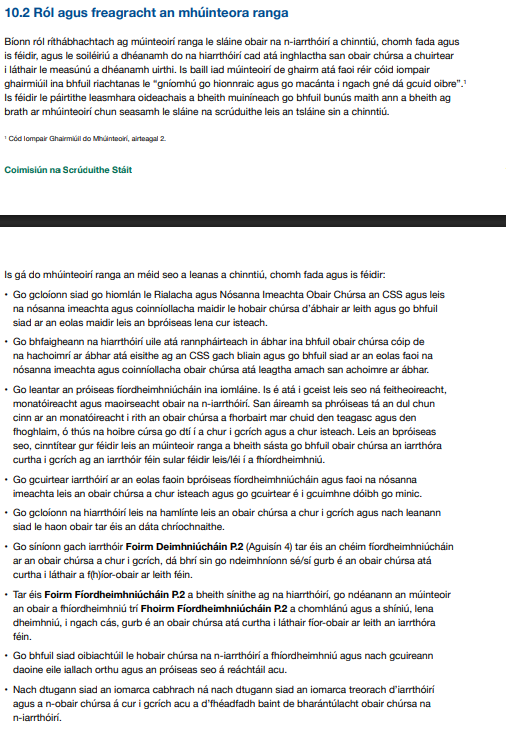 10.2 Ról agus freagracht an mhúinteora ranga
Bíonn ról ríthábhachtach ag múinteoirí ranga le sláine obair na n-iarrthóirí a chinntiú, chomh fada agus
is féidir, agus le soiléiriú a dhéanamh do na hiarrthóirí cad atá inghlactha san obair chúrsa a chuirtear
i láthair le measúnú a dhéanamh uirthi. Is baill iad múinteoirí de ghairm atá faoi réir cóid iompair
ghairmiúil ina bhfuil riachtanas le “gníomhú go hionnraic agus go macánta i ngach gné dá gcuid oibre”.¹
Is féidir le páirtithe leasmhara oideachais a bheith muiníneach go bhfuil bunús maith ann a bheith ag
brath ar mhúinteoirí chun seasamh le sláine na scrúduithe leis an tsláine sin a chinntiú.
¹ Cód Iompair Ghairmiúil do Mhúinteoirí, airteagal 2.
Coimisiún na Scrúduithe Stáit
Is gá do mhúinteoirí ranga an méid seo a leanas a chinntiú, chomh fada agus is féidir:
• Go gcloíonn siad go hiomlán le Rialacha agus Nósanna Imeachta Obair Chúrsa an CSS agus leis
na nósanna imeachta agus coinníollacha maidir le hobair chúrsa d’ábhair ar leith agus go bhfuil
siad ar an eolas maidir leis an bpróiseas lena cur isteach.
• Go bhfaigheann na hiarrthóirí uile atá rannpháirteach in ábhar ina bhfuil obair chúrsa cóip de
na hachoimrí ar ábhar atá eisithe ag an CSS gach bliain agus go bhfuil siad ar an eolas faoi na
nósanna imeachta agus coinníollacha obair chúrsa atá leagtha amach san achoimre ar ábhar.
• Go leantar an próiseas fíordheimhniúcháin ina iomláine. Is é atá i gceist leis seo ná feitheoireacht,
monatóireacht agus maoirseacht obair na n-iarrthóirí. San áireamh sa phróiseas tá an dul chun
cinn ar an monatóireacht i rith an obair chúrsa a fhorbairt mar chuid den teagasc agus den
fhoghlaim, ó thús na hoibre cúrsa go dtí í a chur i gcrích agus a chur isteach. Leis an bpróiseas
seo, cinntítear gur féidir leis an múinteoir ranga a bheith sásta go bhfuil obair chúrsa an iarrthóra
curtha i gcrích ag an iarrthóir féin sular féidir leis/léi í a fhíordheimhniú.
• Go gcuirtear iarrthóirí ar an eolas faoin bpróiseas fíordheimhniúcháin agus faoi na nósanna
imeachta leis an obair chúrsa a chur isteach agus go gcuirtear é i gcuimhne dóibh go minic.
• Go gcloíonn na hiarrthóirí leis na hamlínte leis an obair chúrsa a chur i gcrích agus nach leanann
siad le haon obair tar éis an dáta chríochnaithe.
• Go síníonn gach iarrthóir Foirm Deimhniúcháin P.2 (Aguisín 4) tar éis an chéim fíordheimhniúcháin
ar an obair chúrsa a chur i gcrích, dá bhrí sin go ndeimhníonn sé/sí gurb é an obair chúrsa atá
curtha i láthair a f(h)íor-obair ar leith féin.
• Tar éis Foirm Fíordheimhniúcháin P.2 a bheith sínithe ag na hiarrthóirí, go ndéanann an múinteoir
an obair a fhíordheimhniú trí Fhoirm Fíordheimhniúcháin P.2 a chomhlánú agus a shíniú, lena
dheimhniú, i ngach cás, gurb é an obair chúrsa atá curtha i láthair fíor-obair ar leith an iarrthóra
féin.
• Go bhfuil siad oibiachtúil le hobair chúrsa na n-iarrthóirí a fhíordheimhniú agus nach gcuireann
daoine eile iallach orthu agus an próiseas seo á reáchtáil acu.
• Nach dtugann siad an iomarca cabhrach ná nach dtugann siad an iomarca treorach d’iarrthóirí
agus a n-obair chúrsa á cur i gcrích acu a d’fhéadfadh baint de bharántúlacht obair chúrsa na
n-iarrthóirí.